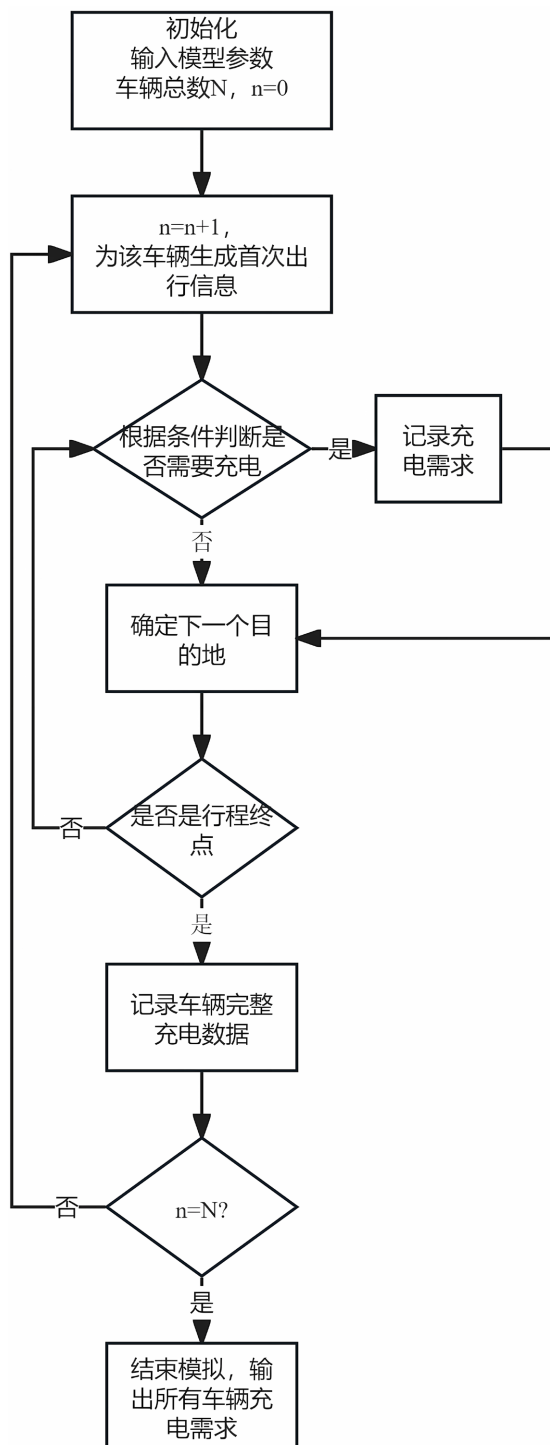 初始化
输入模型参数
车辆总数N，n=0
n=n+1，
为该车辆生成首次出
行信息
根据条件判断是
否需要充电
是
记录充
电需求
否
确定下一个目
的地
是否是行程终
点
否
是
记录车辆完整
充电数据
n=N?
否
是
结束模拟，输
出所有车辆充
电需求